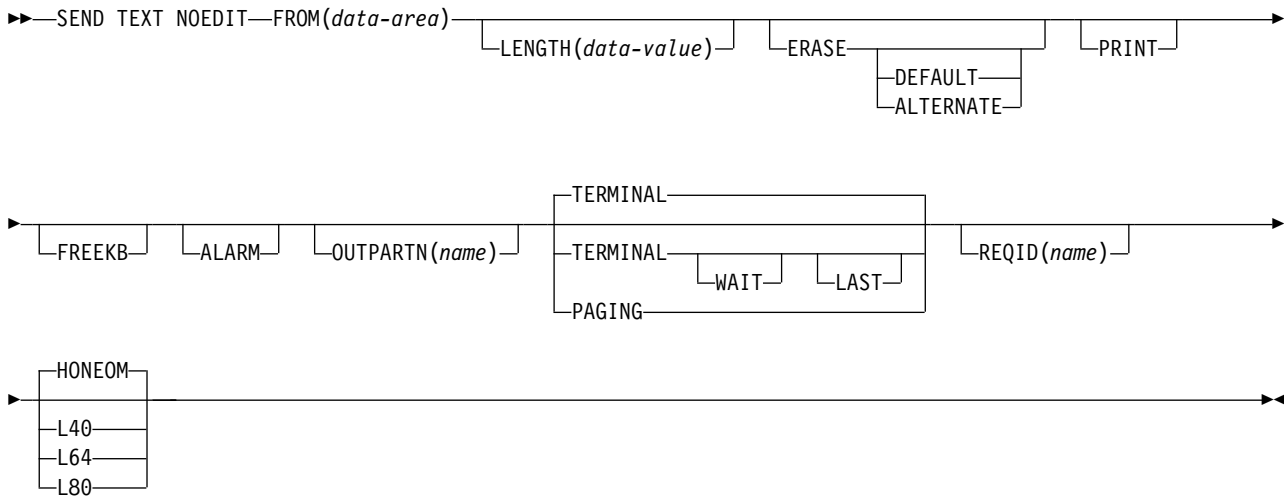 SEND TEXT NOEDIT FROM(data-area)
LENGTH(data-value)
ERASE
DEFAULT
ALTERNATE
PRINT
FREEKB
ALARM
OUTPARTN(name)
TERMINAL
TERMINAL
WAIT
LAST
PAGING
REQID(name)
HONEOM
L40
L64
L80